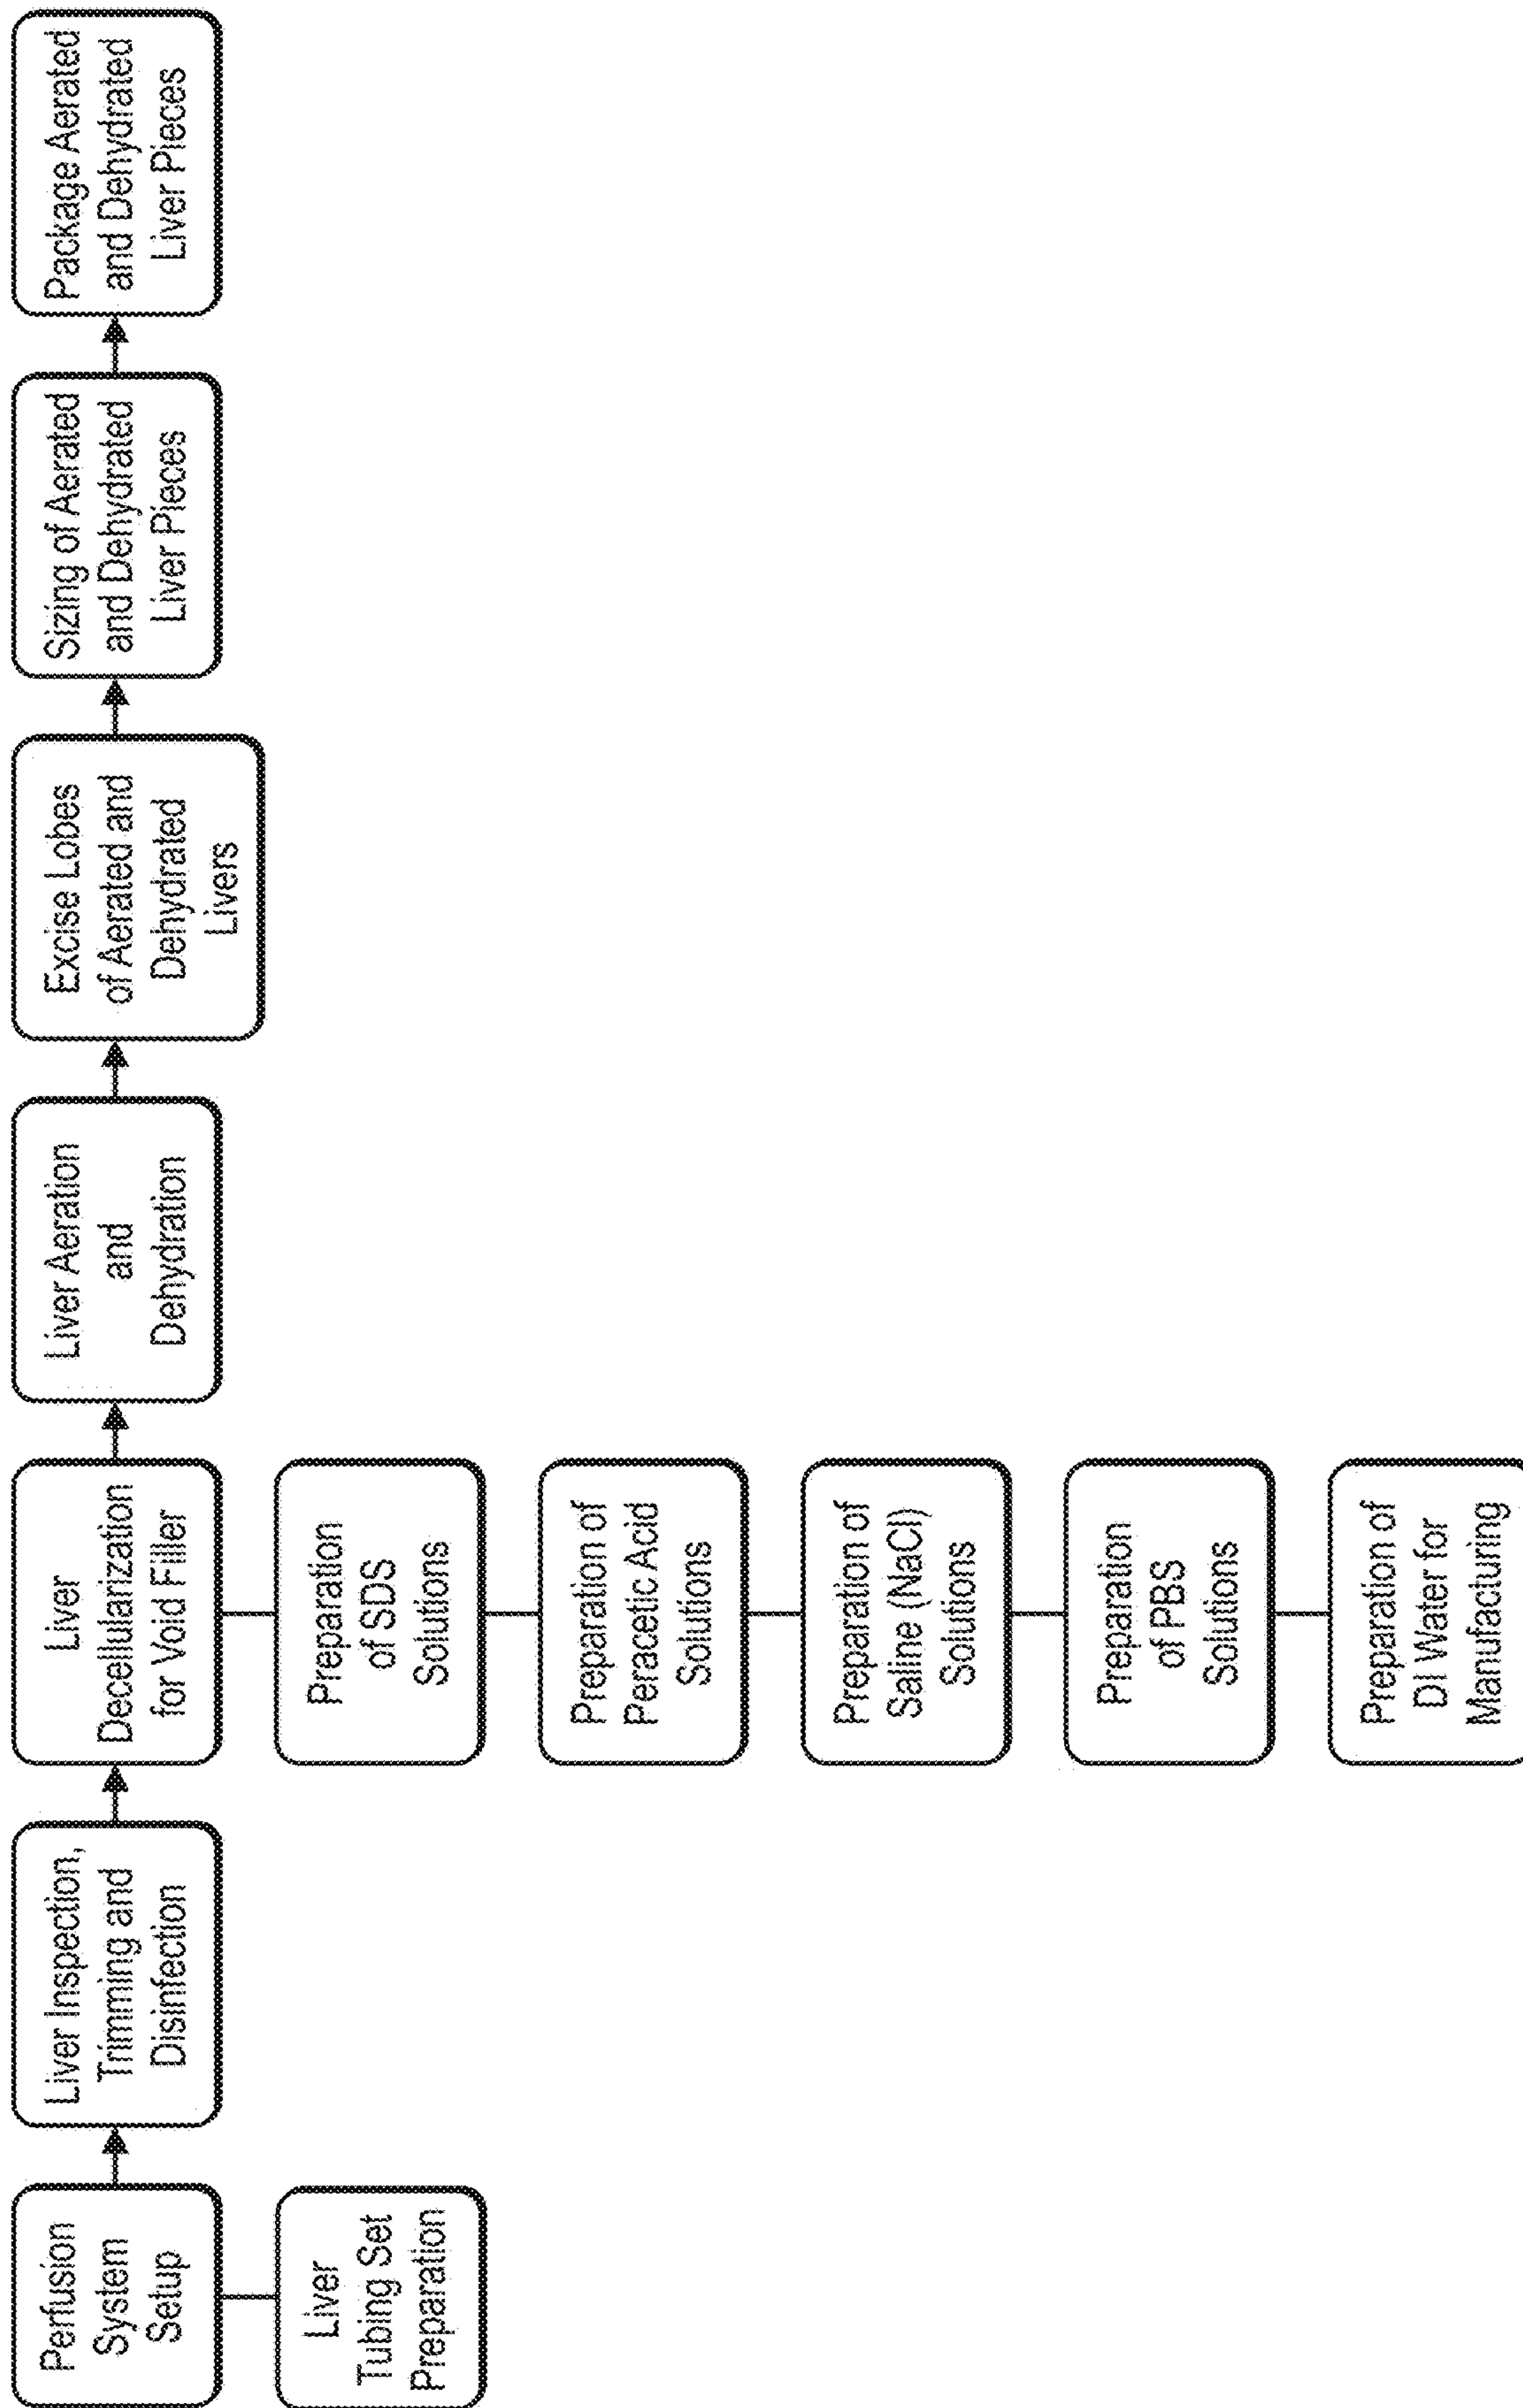 Perfusion
System
Setup
Liver
Tubing Set
Preparation
Liver Inspection,
Trimming and
Disinfection
Liver
Decellularization
for Void Filler
Preparation
of SDS
Solutions
Preparation of
Peracetic Acid
Solutions
Preparation of
Saline (NaCl)
Solutions
Preparation
of PBS
Solutions
Preparation of
DI Water for
Manufacturing
Liver Aeration
and
Dehydration
Excise Lobes
of Aerated and
Dehydrated
Livers
Sizing of Aerated
and Dehydrated
Liver Pieces
Package Aerated
and Dehydrated
Liver Pieces